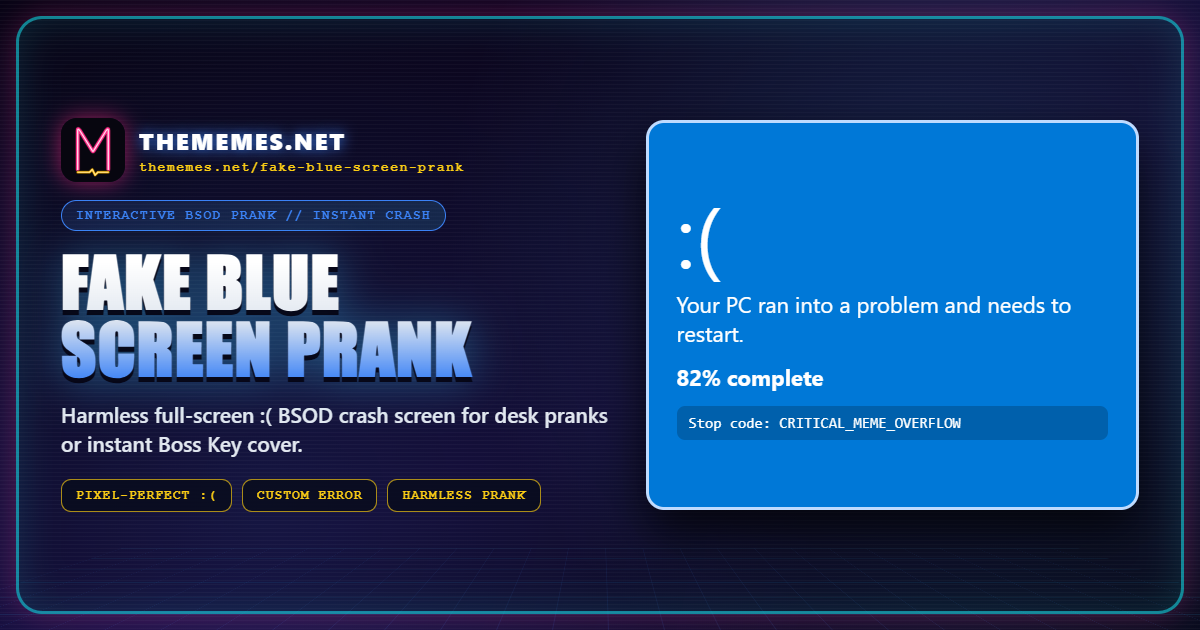 THEMEMES.NET
thememes.net/fake-blue-screen-prank
INTERACTIVE BSOD PRANK // INSTANT CRASH
FAKE BLUE
SCREEN PRANK
Harmless full-screen :( BSOD crash screen for desk pranks
or instant Boss Key cover.
PIXEL-PERFECT :(
CUSTOM ERROR
HARMLESS PRANK
:(
Your PC ran into a problem and needs to
restart.
82% complete
Stop code: CRITICAL_MEME_OVERFLOW